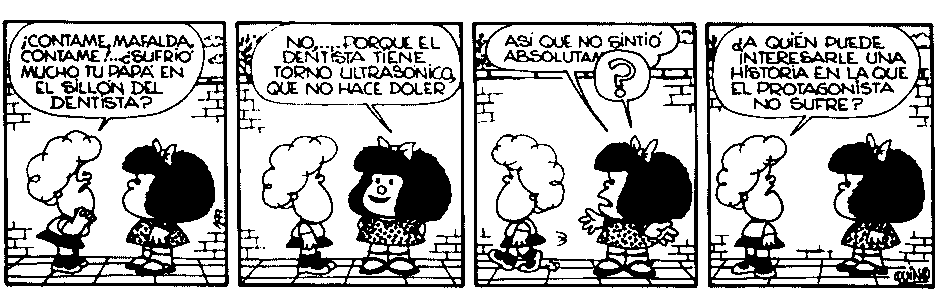 ¡CONTAME, MAFALDA,
CONTAME!...¿SUFRIÓ
MUCHO TU PAPÁ EN
EL SILLÓN DEL
DENTISTA?
NO,...PORQUE EL
DENTISTA TIENE
TORNO ULTRASÓNICO,
QUE NO HACE DOLER
ASÍ QUE NO SINTIÓ
ABSOLUTAM
?
¿A QUIÉN PUEDE
INTERESARLE UNA
HISTORIA EN LA QUE
EL PROTAGONISTA
NO SUFRE?
QUINO